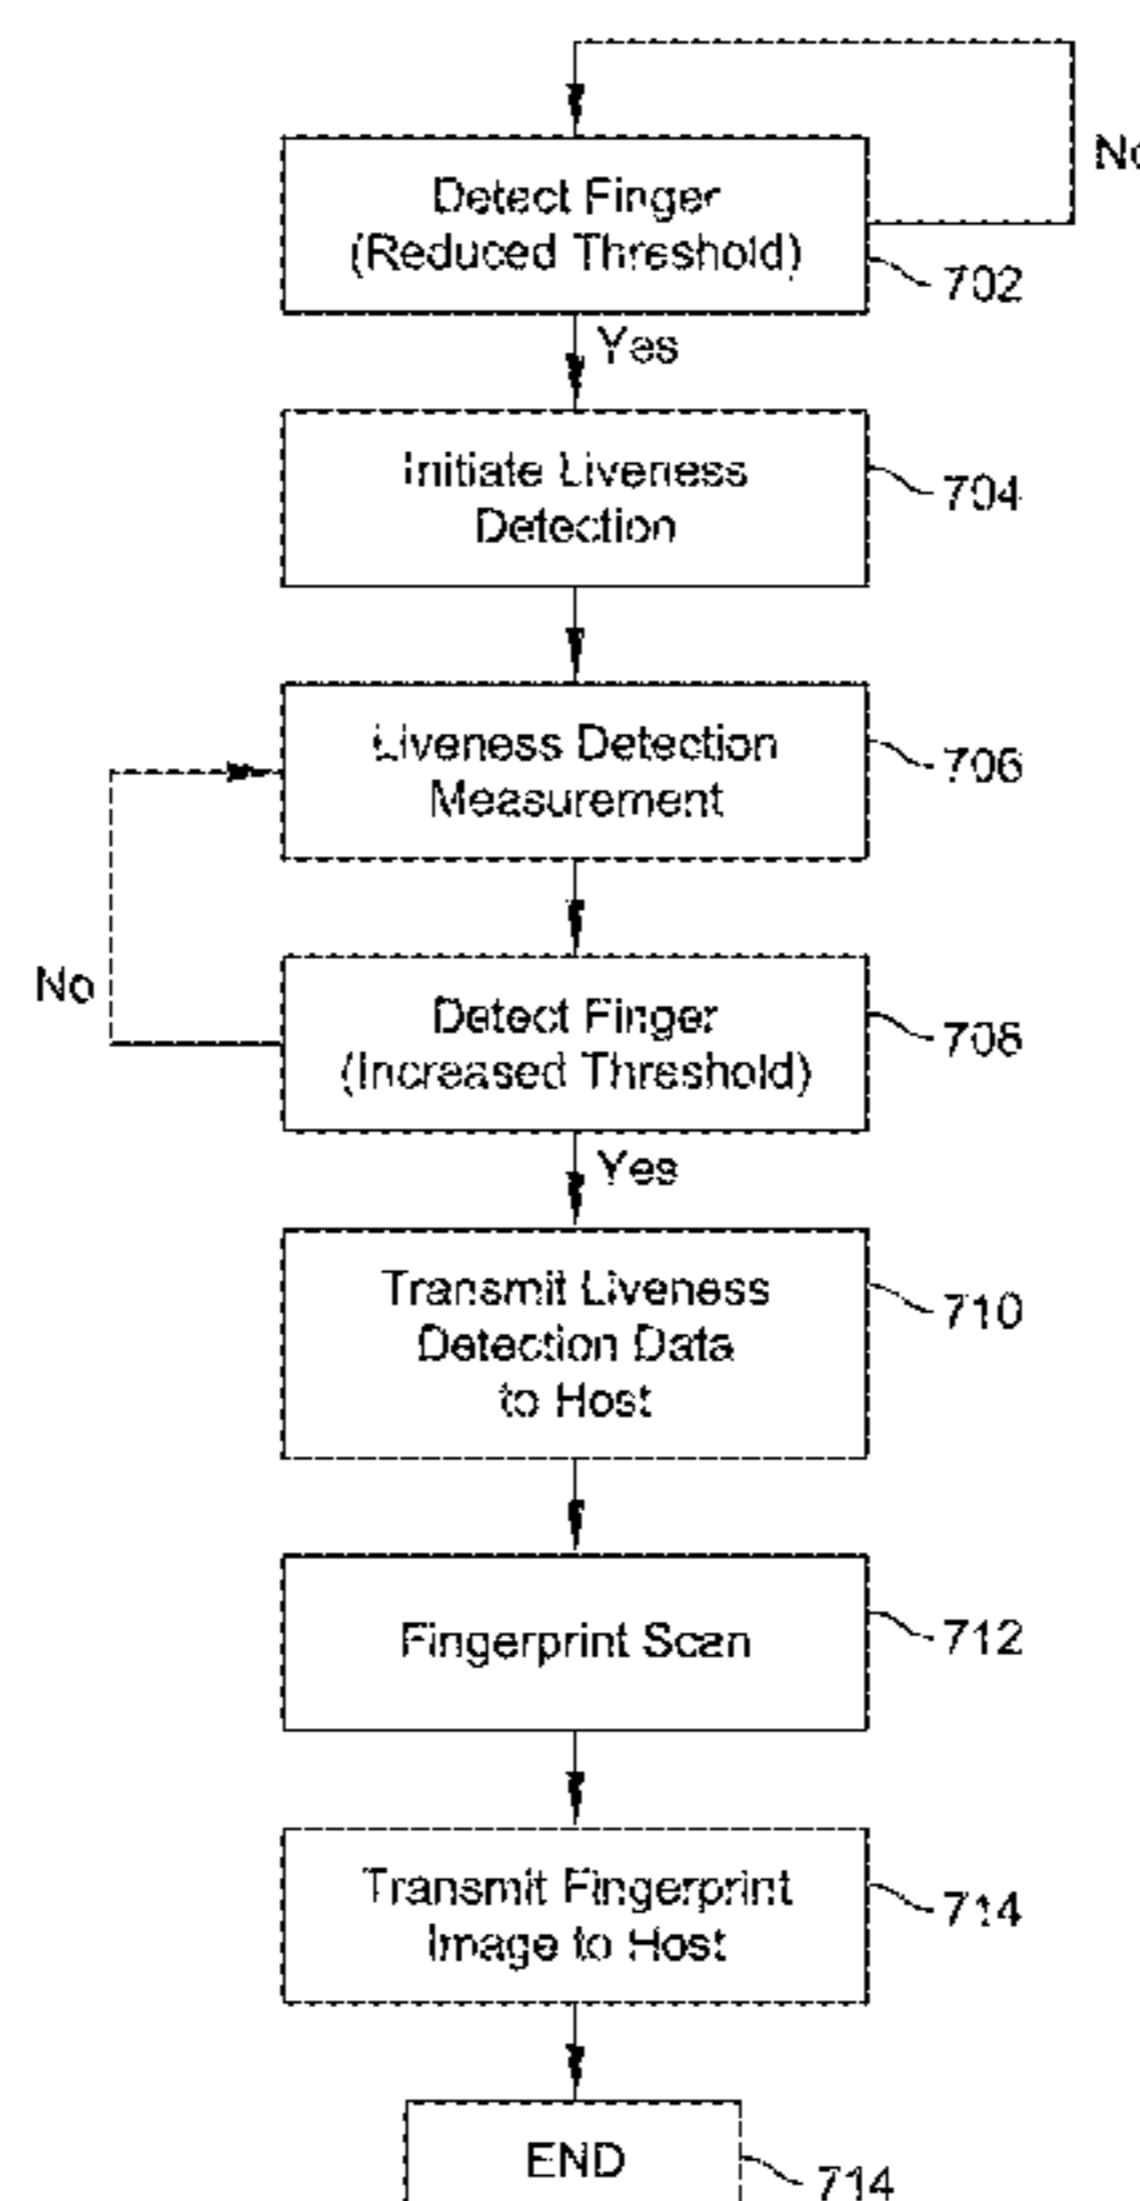 Detect Finger
(Reduced Threshold)
No
702
Yes
Initiate Liveness
Detection
704
Liveness Detection
Measurement
706
No
Detect Finger
(Increased Threshold)
708
Yes
Transmit Liveness
Detection Data
to Host
710
Fingerprint Scan
712
Transmit Fingerprint
Image to Host
714
END
714